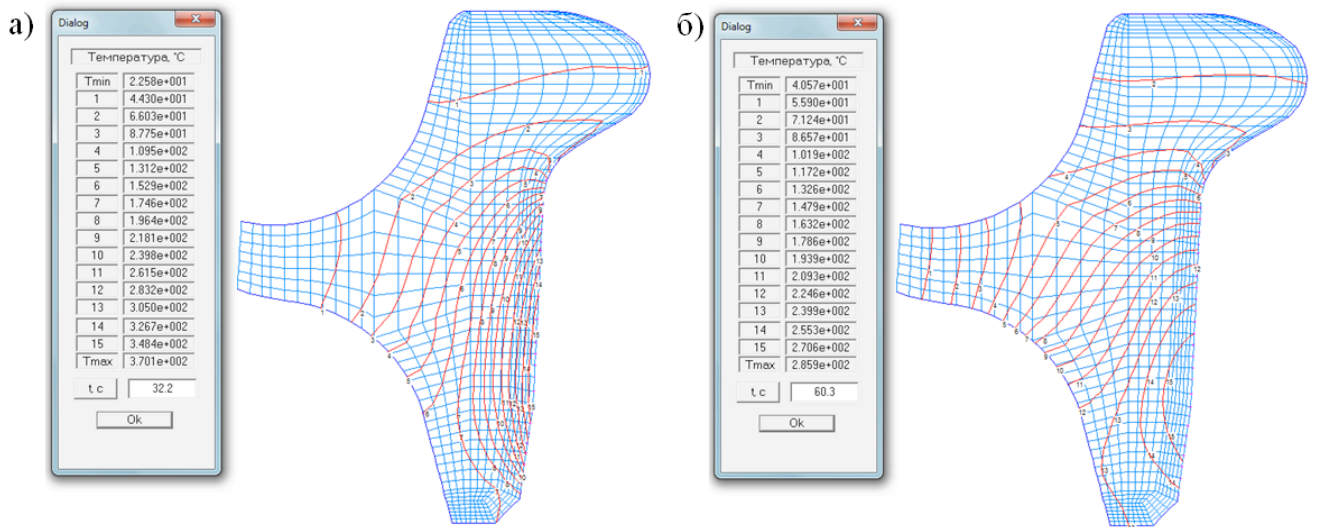 а)
Dialog
Температура, °C
Tmin 2.258e+001
1 4.430e+001
2 6.603e+001
3 8.775e+001
4 1.095e+002
5 1.312e+002
6 1.529e+002
7 1.746e+002
8 1.964e+002
9 2.181e+002
10 2.398e+002
11 2.615e+002
12 2.832e+002
13 3.050e+002
14 3.267e+002
15 3.484e+002
Tmax 3.701e+002
t, c 32.2
Ok
б)
Dialog
Температура, °C
Tmin 4.057e+001
1 5.590e+001
2 7.124e+001
3 8.657e+001
4 1.019e+002
5 1.172e+002
6 1.326e+002
7 1.479e+002
8 1.632e+002
9 1.786e+002
10 1.939e+002
11 2.093e+002
12 2.246e+002
13 2.399e+002
14 2.553e+002
15 2.706e+002
Tmax 2.859e+002
t, c 60.3
Ok